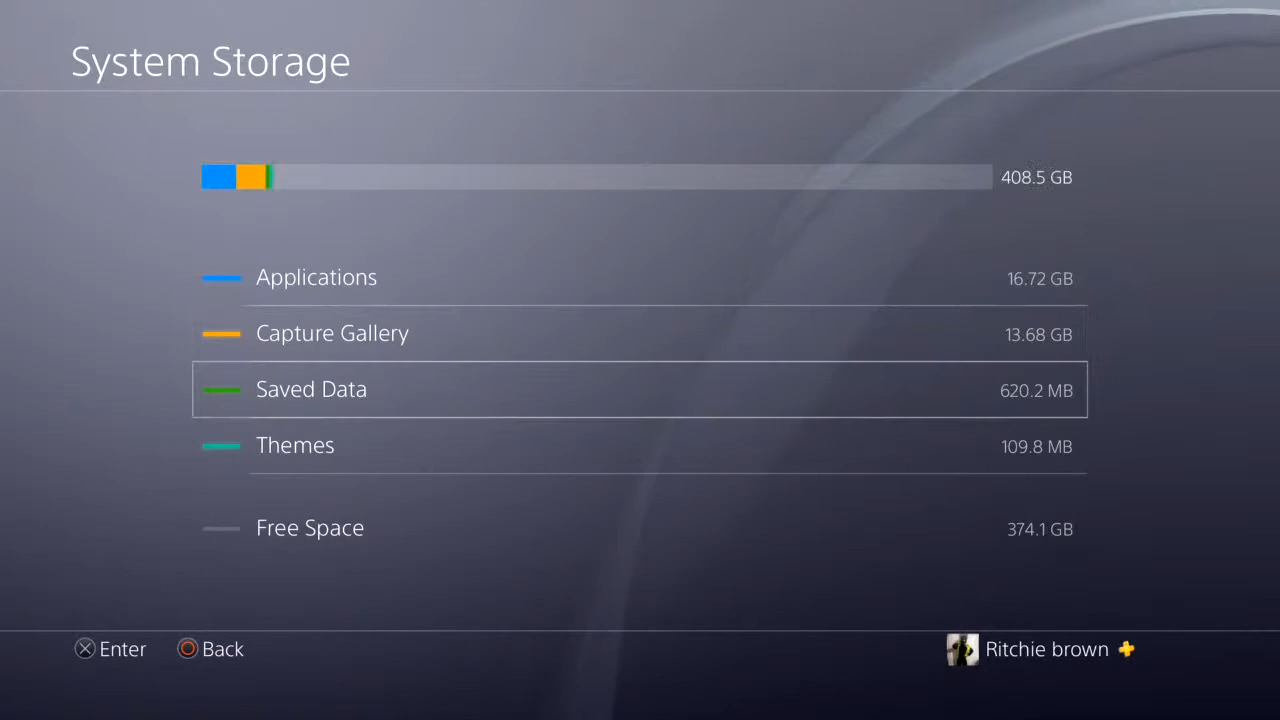 System Storage
408.5 GB
Applications 16.72 GB
Capture Gallery 13.68 GB
Saved Data 620.2 MB
Themes 109.8 MB
Free Space 374.1 GB
Enter Back Ritchie brown